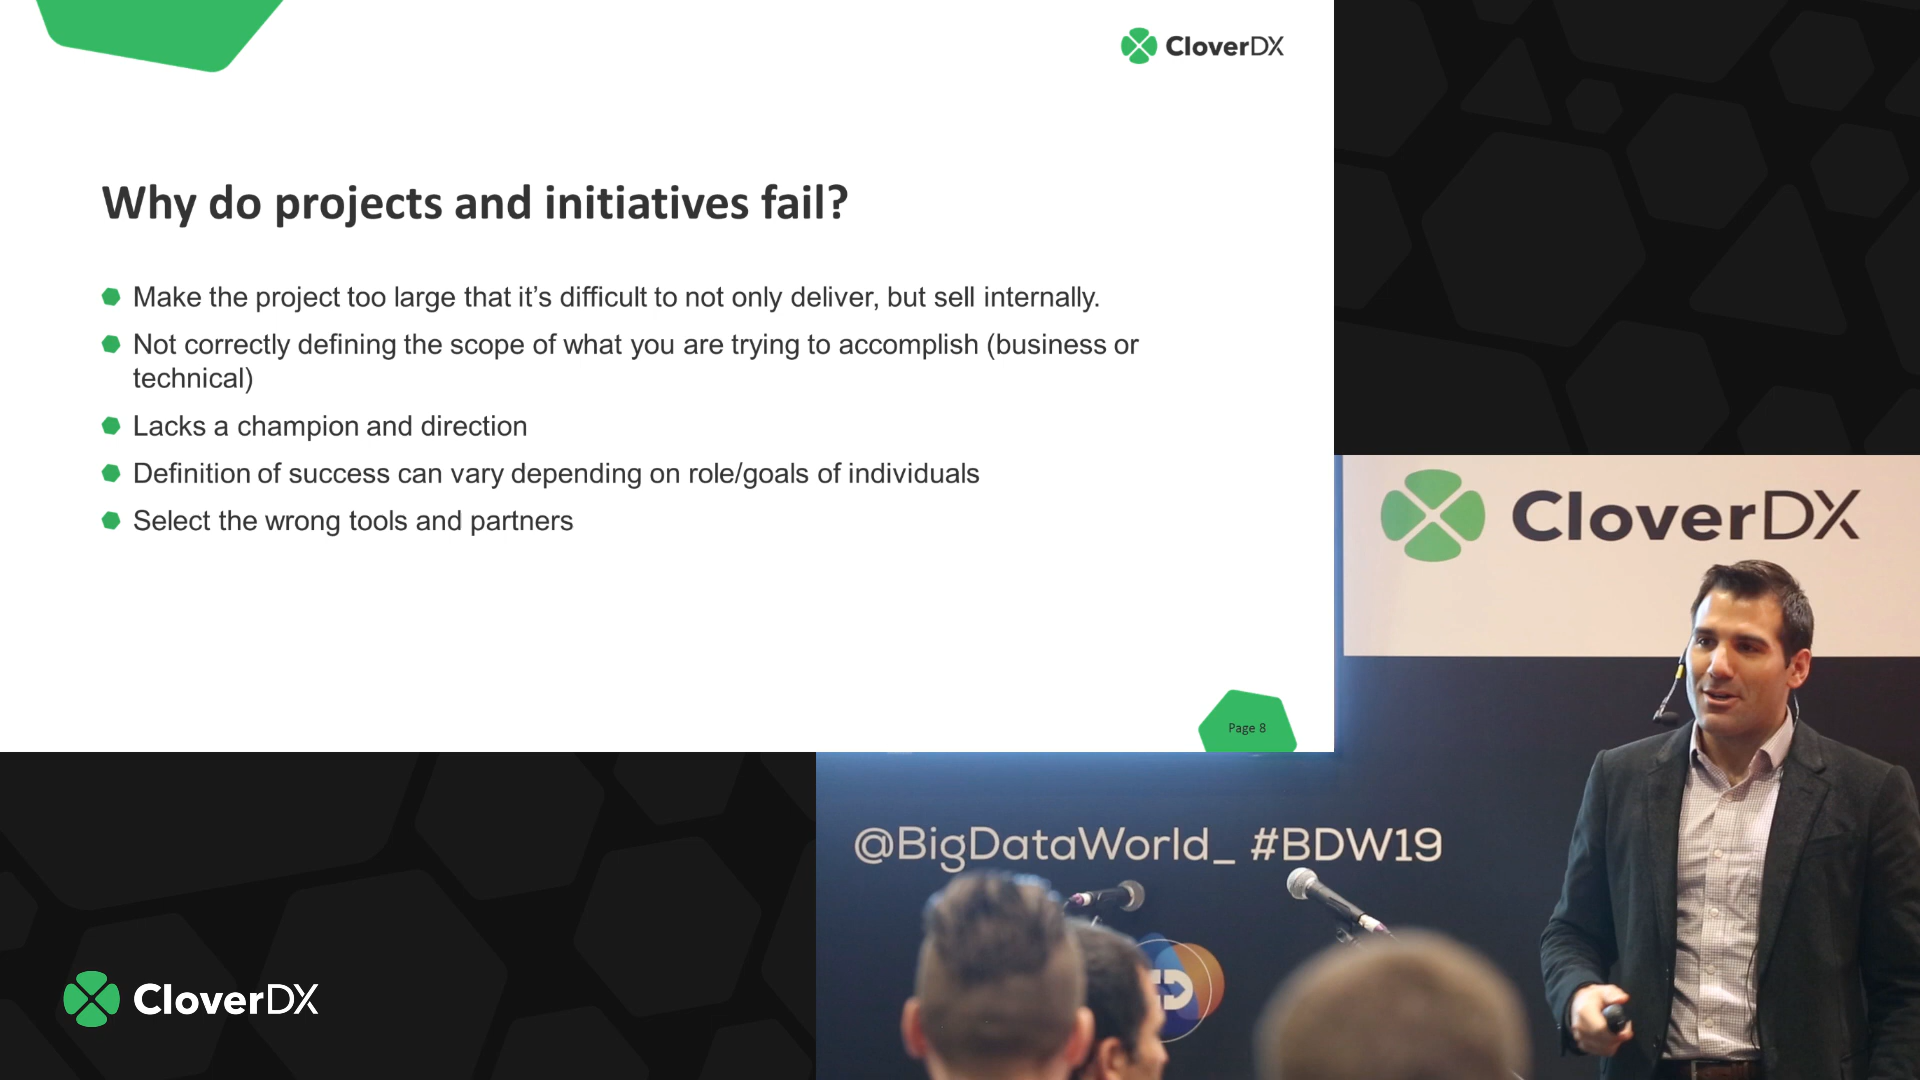 CloverDX
Why do projects and initiatives fail?
Make the project too large that it’s difficult to not only deliver, but sell internally.
Not correctly defining the scope of what you are trying to accomplish (business or
technical)
Lacks a champion and direction
Definition of success can vary depending on role/goals of individuals
Select the wrong tools and partners
Page 8
CloverDX
@BigDataWorld_ #BDW19
CloverDX